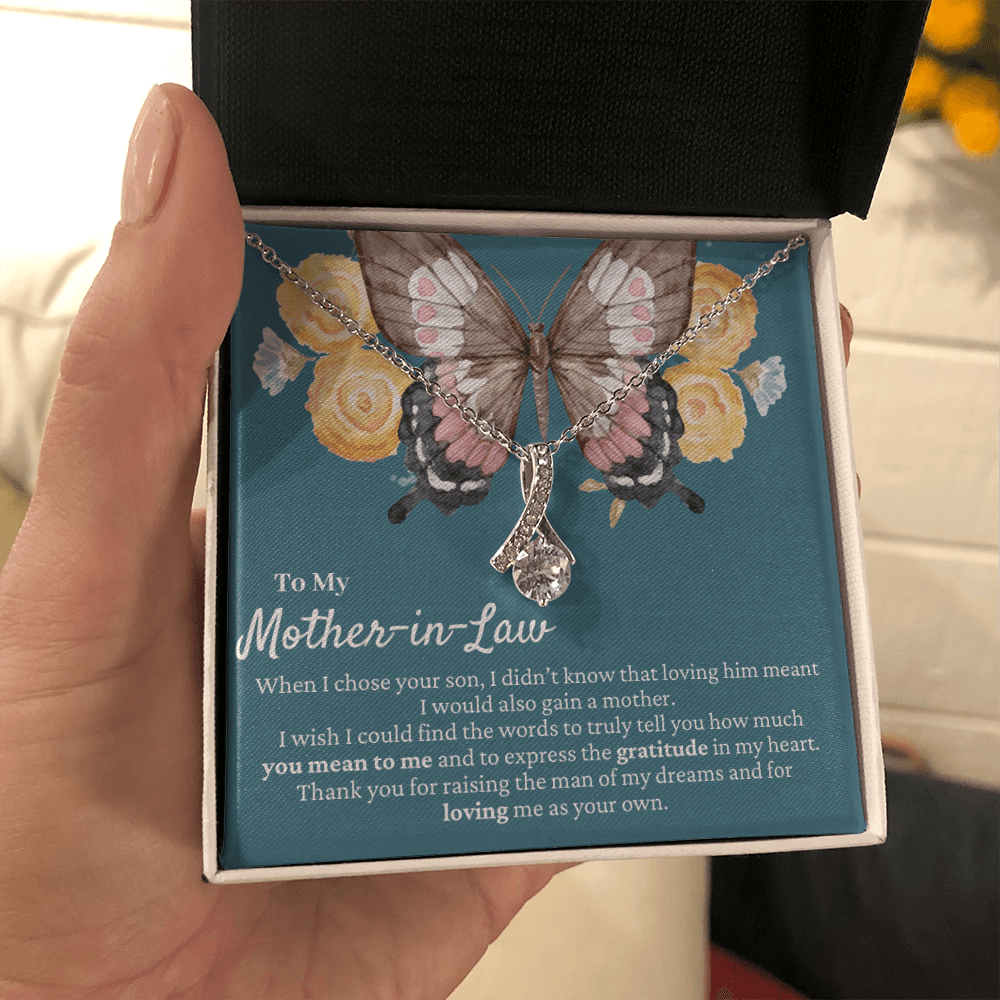 To My
Mother-in-Law
When I chose your son, I didn’t know that loving him meant
I would also gain a mother.
I wish I could find the words to truly tell you how much
you mean to me and to express the gratitude in my heart.
Thank you for raising the man of my dreams and for
loving me as your own.